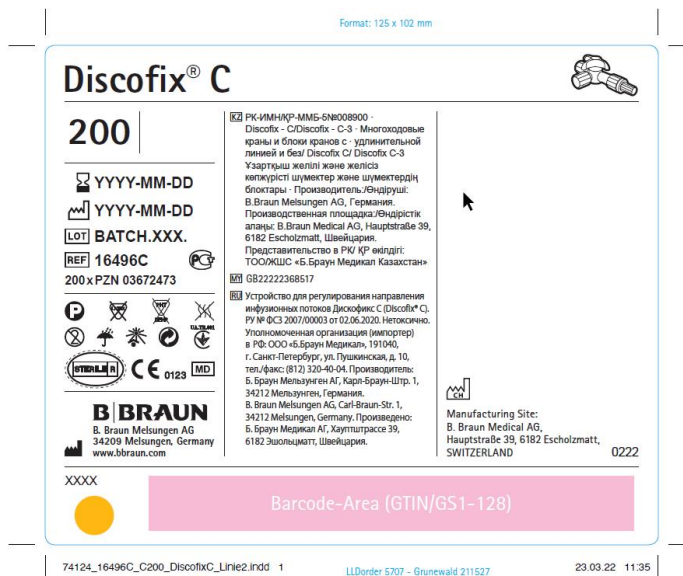 Format: 125 x 102 mm
Discofix® C
200
YYYY-MM-DD
YYYY-MM-DD
LOT BATCH.XXX.
REF 16496C
200 x PZN 03672473
STERILE R
CE 0123 MD
B|BRAUN
B. Braun Melsungen AG
34209 Melsungen, Germany
www.bbraun.com
KZ РК-ИМН/ҚР-ММБ-5№008900 ·
Discofix - C/Discofix - C-3 · Многоходовые
краны и блоки кранов с · удлинительной
линией и без/ Discofix C/ Discofix C-3
Ұзартқыш желілі және желісіз
көпжүрісті шүмектер және шүмектердің
блоктары · Производитель:/Өндіруші:
B.Braun Melsungen AG, Германия.
Производственная площадка:/Өндірістік
алаңы: B.Braun Medical AG, Hauptstraße 39,
6182 Escholzmatt, Швейцария.
Представительство в РК/ ҚР өкілдігі:
ТОО/ЖШС «Б.Браун Медикал Казахстан»
MY GB22222368517
RU Устройство для регулирования направления
инфузионных потоков Дискофикс С (Discofix® C).
РУ № ФСЗ 2007/00003 от 02.06.2020. Нетоксично.
Уполномоченная организация (импортер)
в РФ: ООО «Б.Браун Медикал», 191040,
г. Санкт-Петербург, ул. Пушкинская, д. 10,
тел./факс: (812) 320-40-04. Производитель:
Б. Браун Мельзунген АГ, Карл-Браун-Штр. 1,
34212 Мельзунген, Германия.
B. Braun Melsungen AG, Carl-Braun-Str. 1,
34212 Melsungen, Germany. Произведено:
Б. Браун Медикал АГ, Хауптштрассе 39,
6182 Эшольцматт, Швейцария.
CH
Manufacturing Site:
B. Braun Medical AG,
Hauptstraße 39, 6182 Escholzmatt,
SWITZERLAND
0222
XXXX
Barcode-Area (GTIN/GS1-128)
74124_16496C_C200_DiscofixC_Linie2.indd 1
LLDorder 5707 - Grunewald 211527
23.03.22 11:35